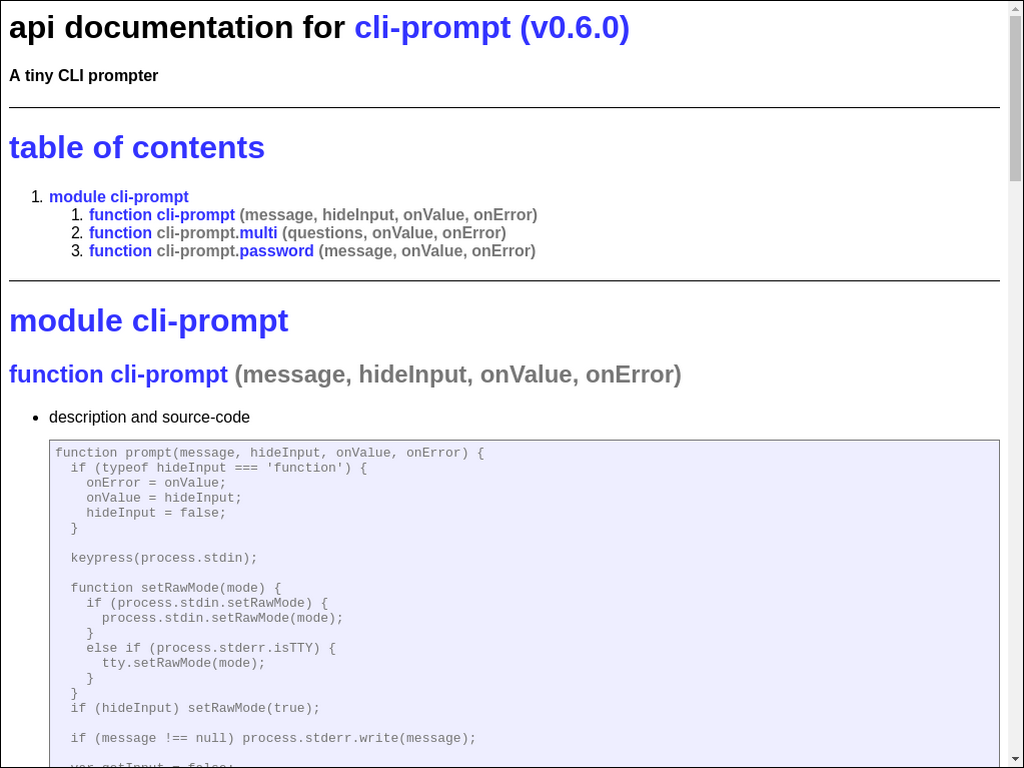 api documentation for cli-prompt (v0.6.0)
A tiny CLI prompter
table of contents
1. module cli-prompt
1. function cli-prompt (message, hideInput, onValue, onError)
2. function cli-prompt.multi (questions, onValue, onError)
3. function cli-prompt.password (message, onValue, onError)
module cli-prompt
function cli-prompt (message, hideInput, onValue, onError)
• description and source-code
function prompt(message, hideInput, onValue, onError) {
  if (typeof hideInput === 'function') {
    onError = onValue;
    onValue = hideInput;
    hideInput = false;
  }
  keypress(process.stdin);
  function setRawMode(mode) {
    if (process.stdin.setRawMode) {
      process.stdin.setRawMode(mode);
    }
    else if (process.stderr.isTTY) {
      tty.setRawMode(mode);
    }
  }
  if (hideInput) setRawMode(true);
  if (message !== null) process.stderr.write(message);